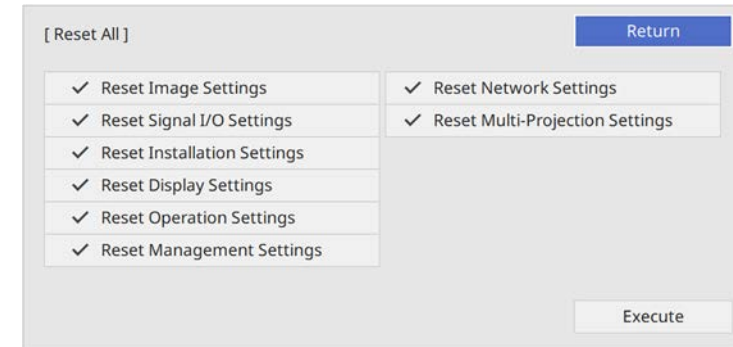 [ Reset All ]
Return
Reset Image Settings
Reset Signal I/O Settings
Reset Installation Settings
Reset Display Settings
Reset Operation Settings
Reset Management Settings
Reset Network Settings
Reset Multi-Projection Settings
Execute